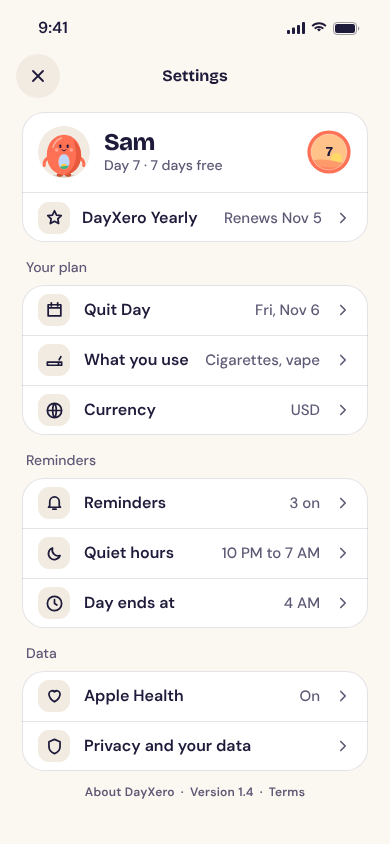 9:41
Settings
Sam
Day 7 · 7 days free
7
DayXero Yearly Renews Nov 5
Your plan
Quit Day Fri, Nov 6
What you use Cigarettes, vape
Currency USD
Reminders
Reminders 3 on
Quiet hours 10 PM to 7 AM
Day ends at 4 AM
Data
Apple Health On
Privacy and your data
About DayXero · Version 1.4 · Terms